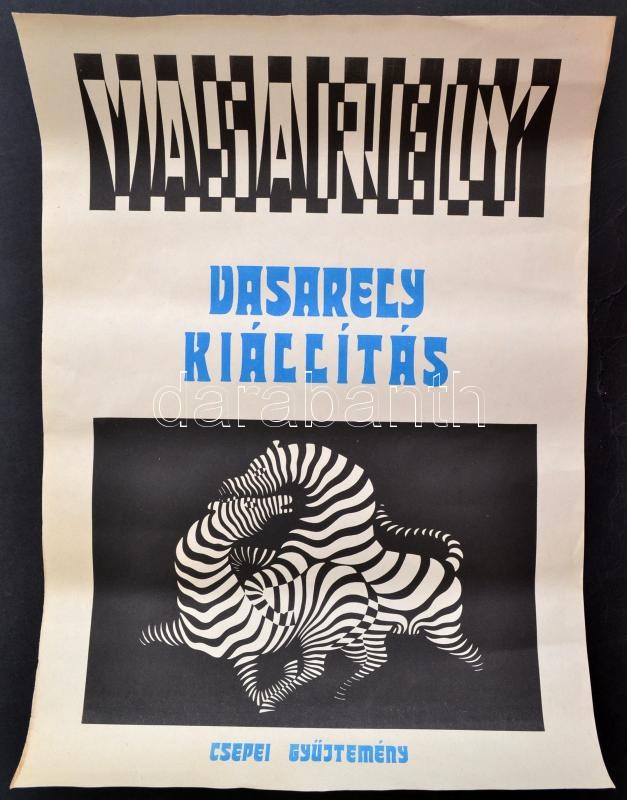 VASARELY
VASARELY
KIÁLLÍTÁS
darabanth
CSEPEI GYŰJTEMÉNY